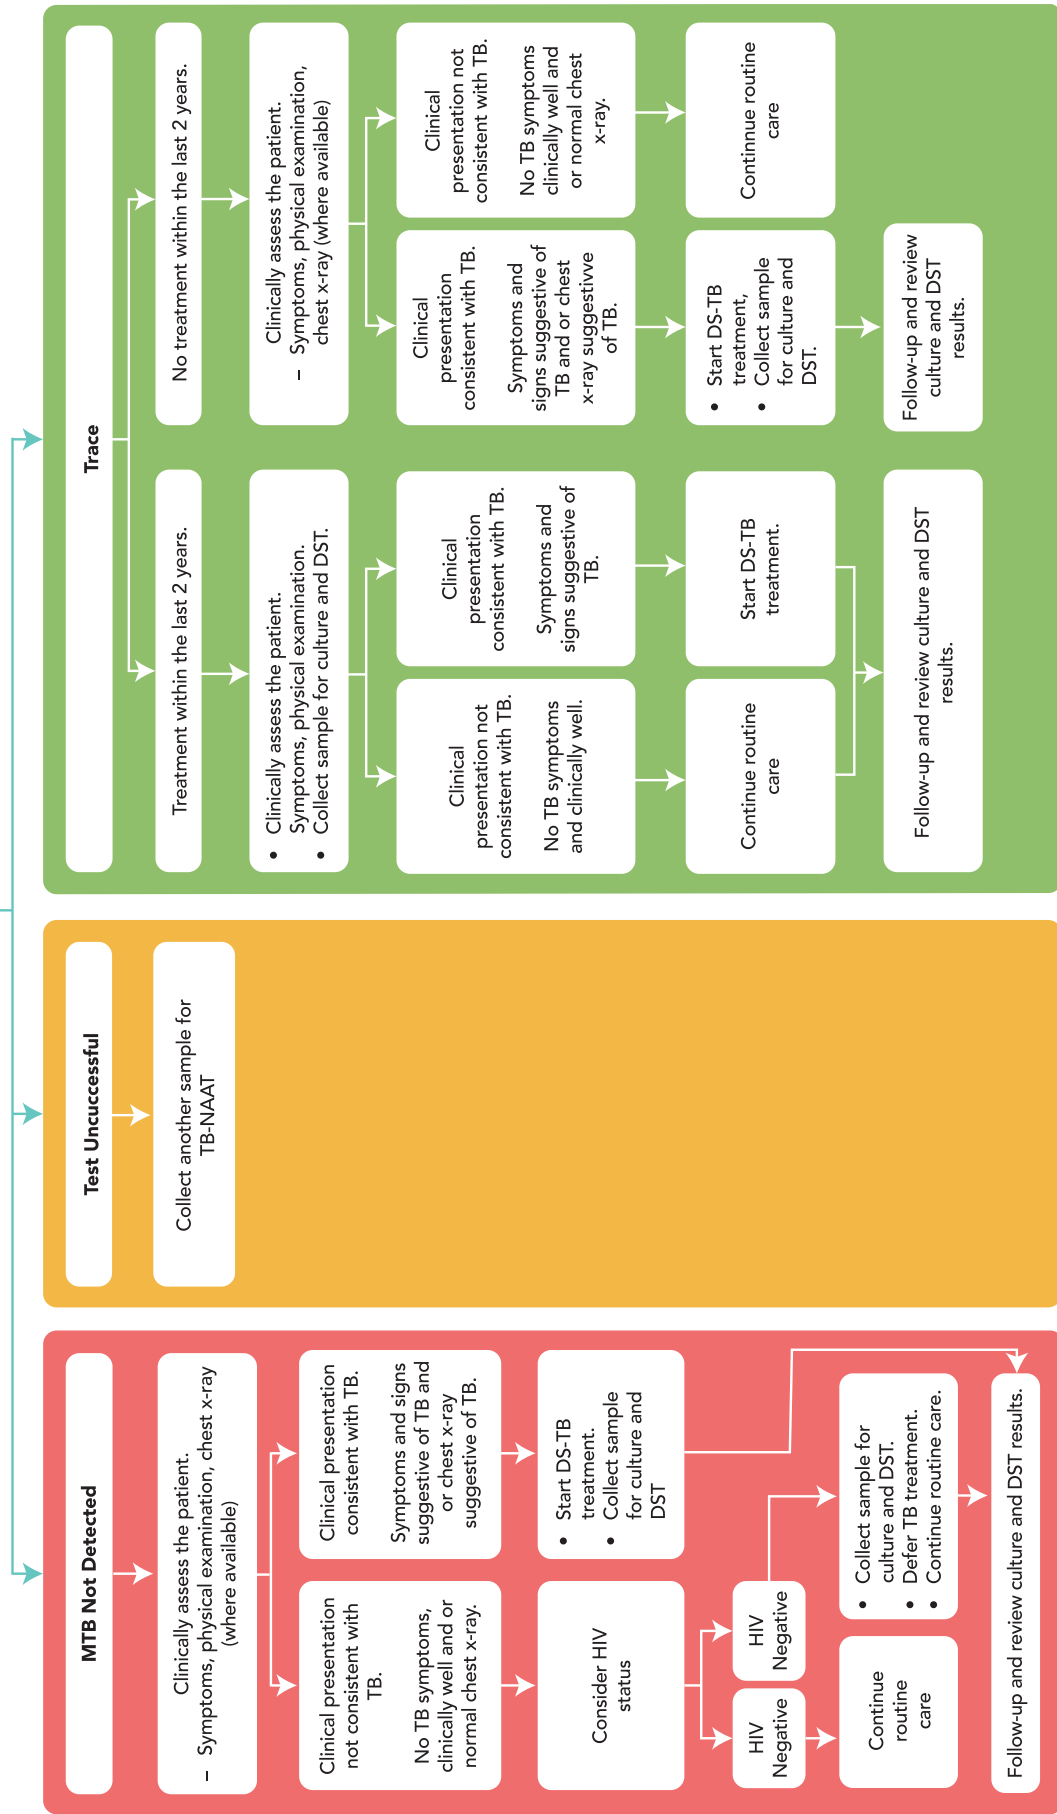 MTB Not Detected
Clinically assess the patient.
– Symptoms, physical examination, chest x-ray
(where available)
Clinical presentation
not consistent with
TB.
No TB symptoms,
clinically well and or
normal chest x-ray.
Clinical presentation
consistent with TB.
Symptoms and signs
suggestive of TB and
or chest x-ray
suggestive of TB.
Consider HIV
status
• Start DS-TB
treatment.
• Collect sample
for culture and
DST
HIV
Negative
HIV
Negative
Continue
routine
care
• Collect sample for
culture and DST.
• Defer TB treatment.
• Continue routine care.
Follow-up and review culture and DST results.
Test Uncuccessful
Collect another sample for
TB-NAAT
Trace
Treatment within the last 2 years.
• Clinically assess the patient.
Symptoms, physical examination.
• Collect sample for culture and DST.
Clinical
presentation not
consistent with TB.
No TB symptoms
and clinically well.
Clinical
presentation
consistent with TB.
Symptoms and
signs suggestive of
TB.
Continue routine
care
Start DS-TB
treatment.
Follow-up and review culture and DST
results.
No treatment within the last 2 years.
Clinically assess the patient.
– Symptoms, physical examination,
chest x-ray (where available)
Clinical
presentation
consistent with TB.
Symptoms and
signs suggestive of
TB and or chest
x-ray suggestive
of TB.
Clinical
presentation not
consistent with TB.
No TB symptoms
clinically well and
or normal chest
x-ray.
• Start DS-TB
treatment,
• Collect sample
for culture and
DST.
Continnue routine
care
Follow-up and review
culture and DST
results.